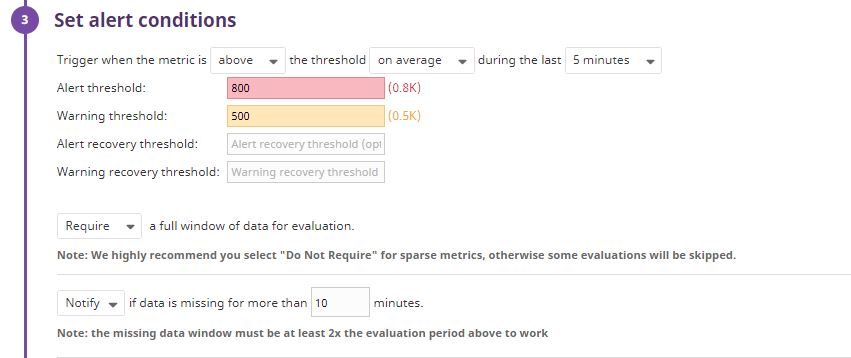 3 Set alert conditions
Trigger when the metric is above the threshold on average during the last 5 minutes
Alert threshold: 800 (0.8K)
Warning threshold: 500 (0.5K)
Alert recovery threshold: Alert recovery threshold (opt
Warning recovery threshold: Warning recovery threshold
Require a full window of data for evaluation.
Note: We highly recommend you select "Do Not Require" for sparse metrics, otherwise some evaluations will be skipped.
Notify if data is missing for more than 10 minutes.
Note: the missing data window must be at least 2x the evaluation period above to work